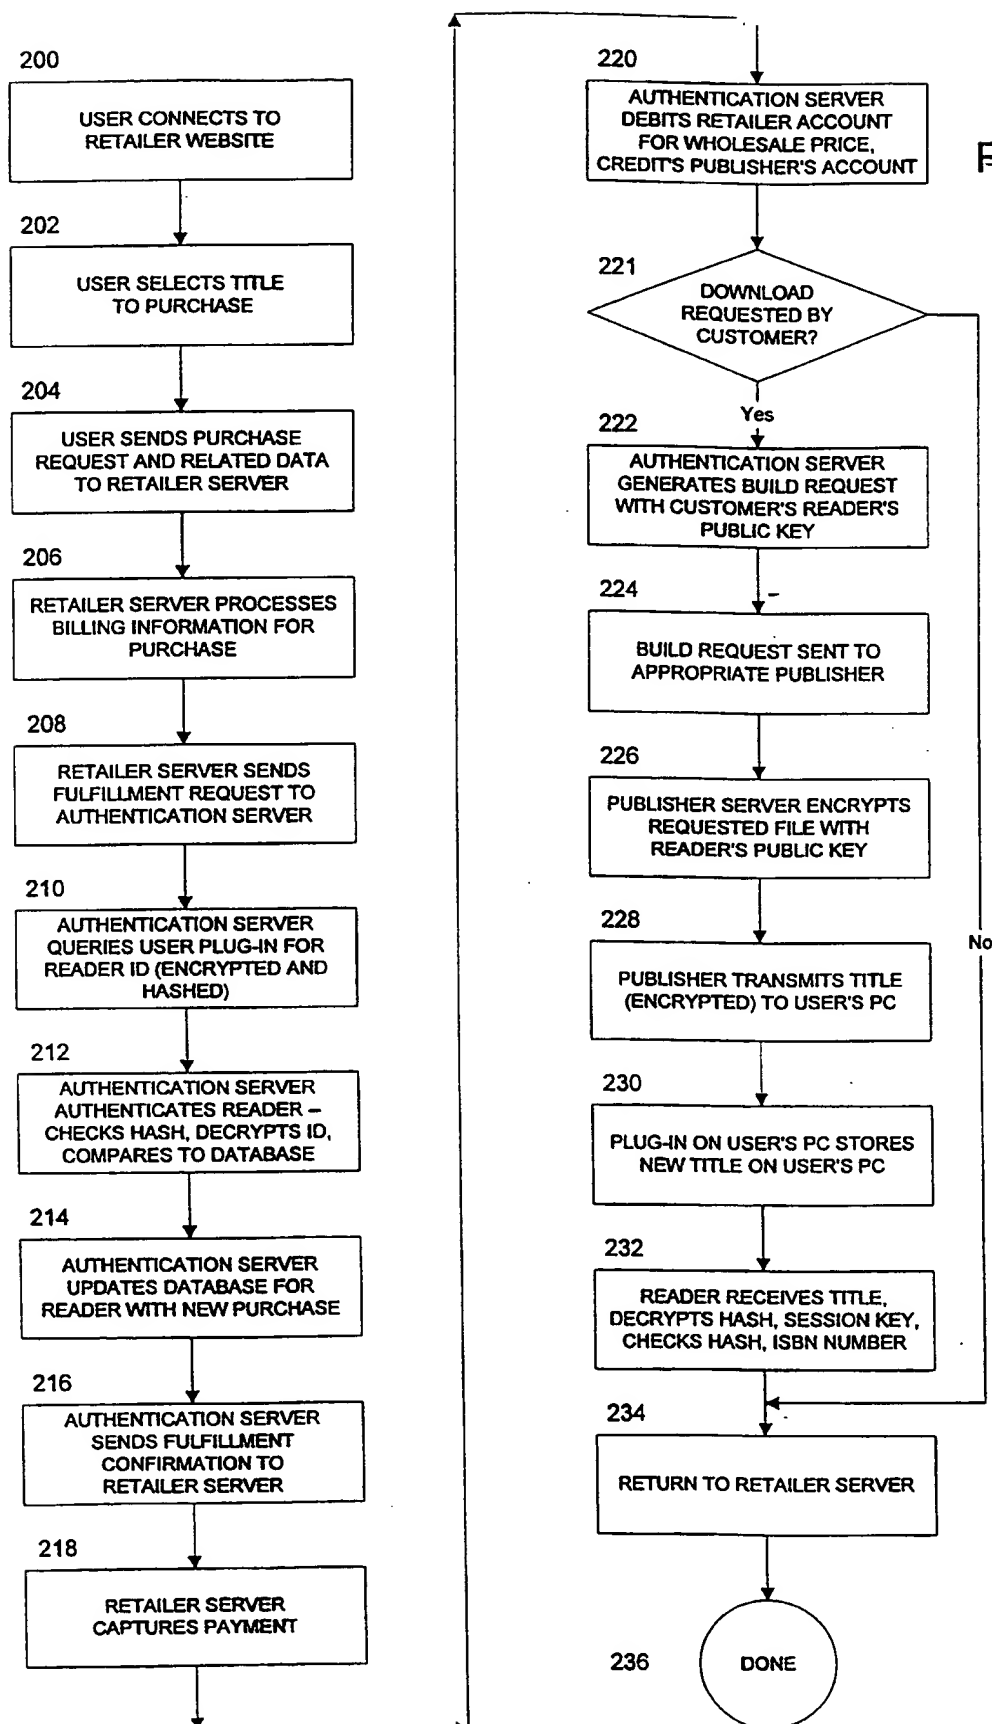 200
USER CONNECTS TO
RETAILER WEBSITE
202
USER SELECTS TITLE
TO PURCHASE
204
USER SENDS PURCHASE
REQUEST AND RELATED DATA
TO RETAILER SERVER
206
RETAILER SERVER PROCESSES
BILLING INFORMATION FOR
PURCHASE
208
RETAILER SERVER SENDS
FULFILLMENT REQUEST TO
AUTHENTICATION SERVER
210
AUTHENTICATION SERVER
QUERIES USER PLUG-IN FOR
READER ID (ENCRYPTED AND
HASHED)
212
AUTHENTICATION SERVER
AUTHENTICATES READER –
CHECKS HASH, DECRYPTS ID,
COMPARES TO DATABASE
214
AUTHENTICATION SERVER
UPDATES DATABASE FOR
READER WITH NEW PURCHASE
216
AUTHENTICATION SERVER
SENDS FULFILLMENT
CONFIRMATION TO
RETAILER SERVER
218
RETAILER SERVER
CAPTURES PAYMENT
220
AUTHENTICATION SERVER
DEBITS RETAILER ACCOUNT
FOR WHOLESALE PRICE,
CREDIT'S PUBLISHER'S ACCOUNT
221
DOWNLOAD
REQUESTED BY
CUSTOMER?
Yes
222
AUTHENTICATION SERVER
GENERATES BUILD REQUEST
WITH CUSTOMER'S READER'S
PUBLIC KEY
224
BUILD REQUEST SENT TO
APPROPRIATE PUBLISHER
226
PUBLISHER SERVER ENCRYPTS
REQUESTED FILE WITH
READER'S PUBLIC KEY
228
No
PUBLISHER TRANSMITS TITLE
(ENCRYPTED) TO USER'S PC
230
PLUG-IN ON USER'S PC STORES
NEW TITLE ON USER'S PC
232
READER RECEIVES TITLE,
DECRYPTS HASH, SESSION KEY,
CHECKS HASH, ISBN NUMBER
234
RETURN TO RETAILER SERVER
236
DONE